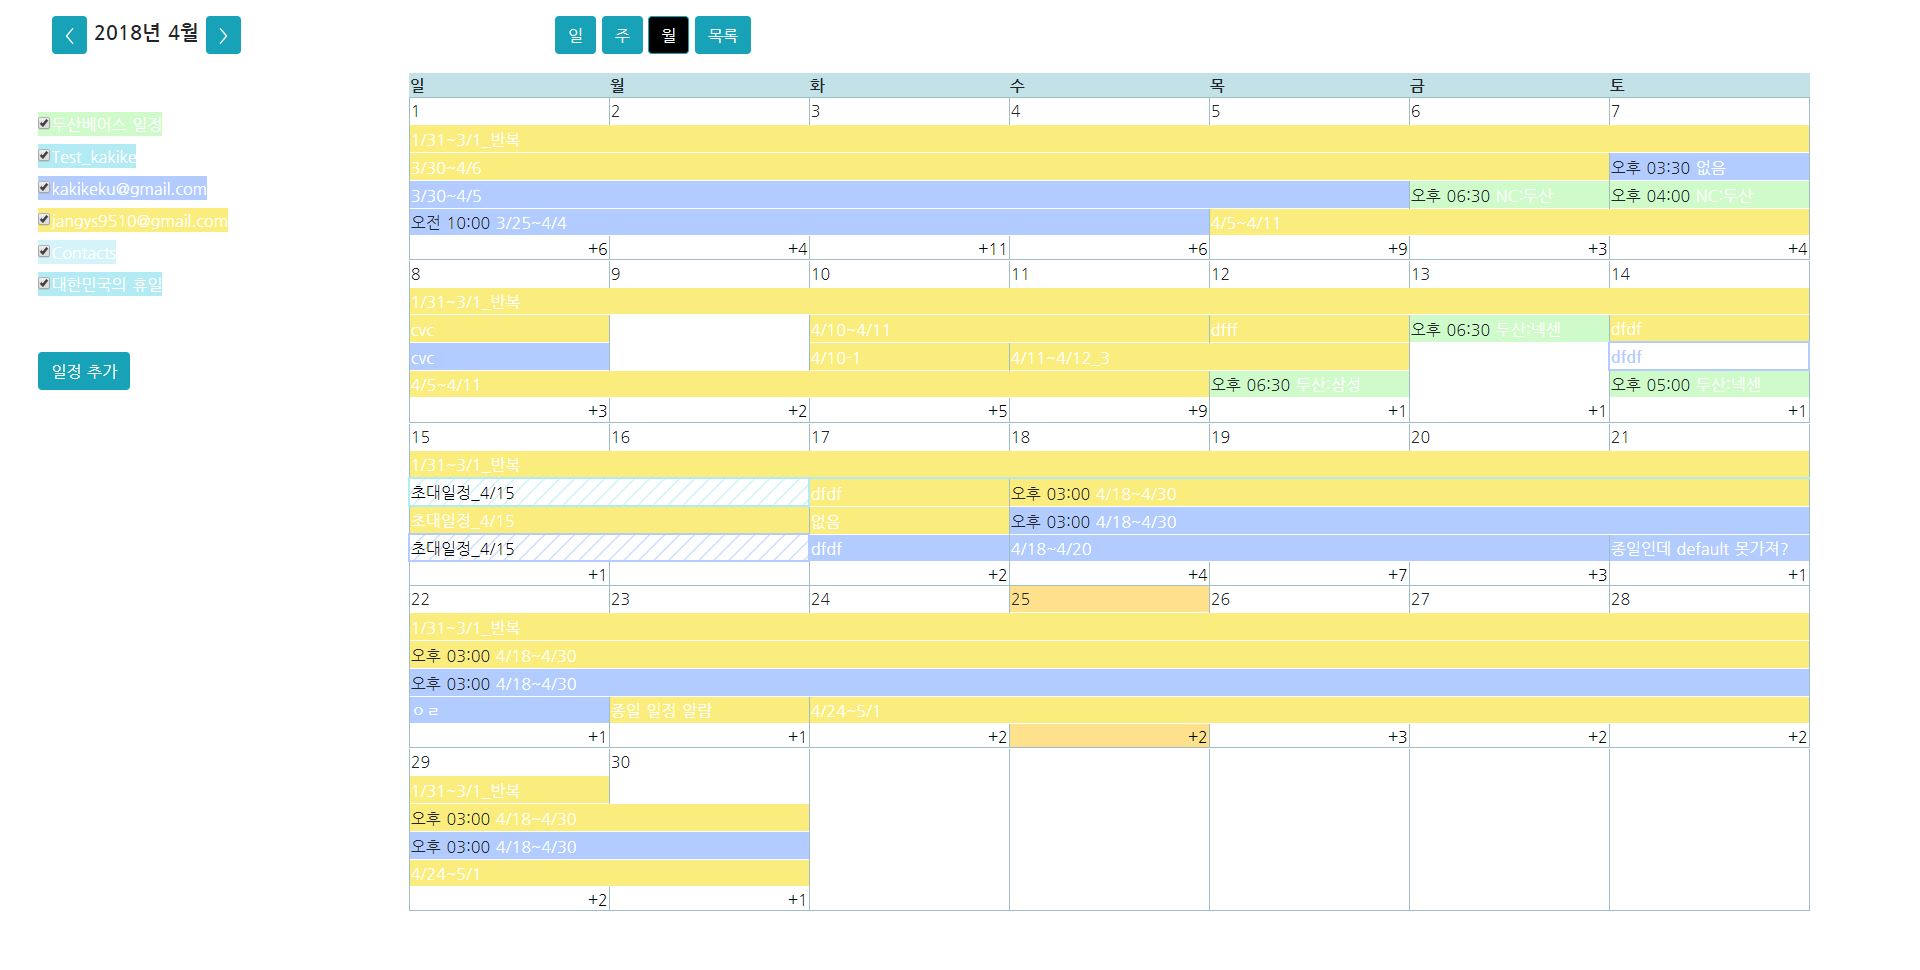 2018년 4월
일 주 월 목록
두산베어스 일정
Test_kakike
kakikeku@gmail.com
jangys9510@gmail.com
Contacts
대한민국의 휴일
일정 추가
일 월 화 수 목 금 토
1 2 3 4 5 6 7
1/31~3/1_반복
3/30~4/6 오후 03:30 없음
3/30~4/5 오후 06:30 NC:두산 오후 04:00 NC:두산
오전 10:00 3/25~4/4 4/5~4/11
+6 +4 +11 +6 +9 +3 +4
8 9 10 11 12 13 14
1/31~3/1_반복
cvc 4/10~4/11 dfff 오후 06:30 두산:넥센 dfdf
cvc 4/10-1 4/11~4/12_3 dfdf
4/5~4/11 오후 06:30 두산:삼성 오후 05:00 두산:넥센
+3 +2 +5 +9 +1 +1 +1
15 16 17 18 19 20 21
1/31~3/1_반복
초대일정_4/15 dfdf 오후 03:00 4/18~4/30
초대일정_4/15 없음 오후 03:00 4/18~4/30
초대일정_4/15 dfdf 4/18~4/20 종일인데 default 못가져?
+1 +2 +4 +7 +3 +1
22 23 24 25 26 27 28
1/31~3/1_반복
오후 03:00 4/18~4/30
오후 03:00 4/18~4/30
ㅇㄹ 종일 일정 알람 4/24~5/1
+1 +1 +2 +2 +3 +2 +2
29 30
1/31~3/1_반복
오후 03:00 4/18~4/30
오후 03:00 4/18~4/30
4/24~5/1
+2 +1